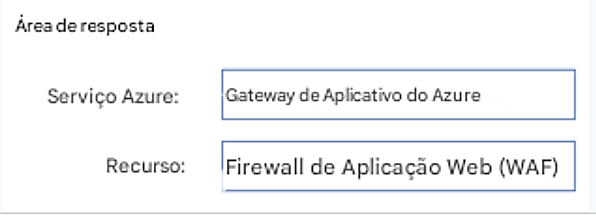 Área de resposta
Serviço Azure: Gateway de Aplicativo do Azure
Recurso: Firewall de Aplicação Web (WAF)